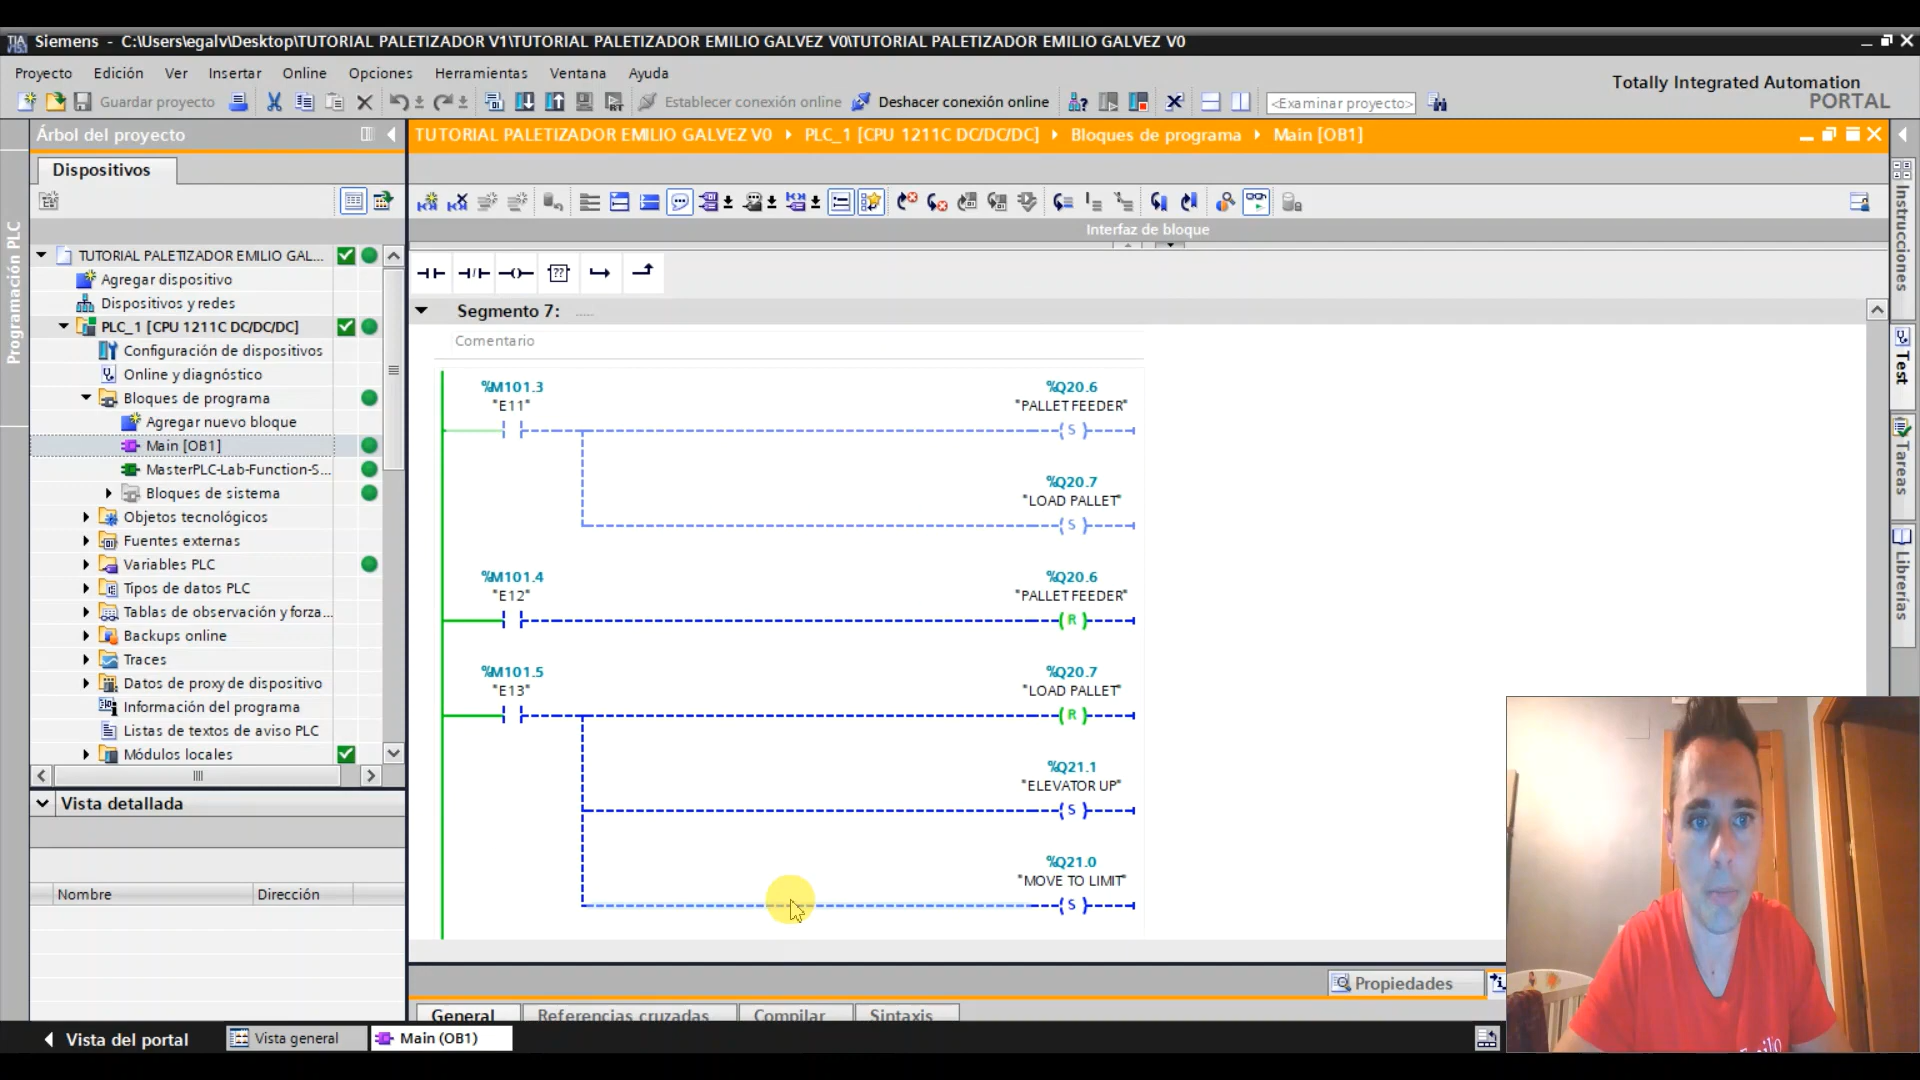 Siemens - C:\Users\egalv\Desktop\TUTORIAL PALETIZADOR V1\TUTORIAL PALETIZADOR EMILIO GALVEZ V0\TUTORIAL PALETIZADOR EMILIO GALVEZ V0
Proyecto Edición Ver Insertar Online Opciones Herramientas Ventana Ayuda
Totally Integrated Automation
PORTAL
Guardar proyecto Establecer conexión online Deshacer conexión online <Examinar proyecto>
Árbol del proyecto
TUTORIAL PALETIZADOR EMILIO GALVEZ V0 PLC_1 [CPU 1211C DC/DC/DC] Bloques de programa Main [OB1]
Dispositivos
Interfaz de bloque
TUTORIAL PALETIZADOR EMILIO GAL...
Agregar dispositivo
Dispositivos y redes
PLC_1 [CPU 1211C DC/DC/DC]
Configuración de dispositivos
Online y diagnóstico
Bloques de programa
Agregar nuevo bloque
Main [OB1]
MasterPLC-Lab-Function-S...
Bloques de sistema
Objetos tecnológicos
Fuentes externas
Variables PLC
Tipos de datos PLC
Tablas de observación y forza...
Backups online
Traces
Datos de proxy de dispositivo
Información del programa
Listas de textos de aviso PLC
Módulos locales
Vista detallada
Nombre Dirección
Programación PLC
??
Segmento 7: .....
Comentario
%M101.3 %Q20.6
"E11" "PALLET FEEDER"
S
%Q20.7
"LOAD PALLET"
S
%M101.4 %Q20.6
"E12" "PALLET FEEDER"
R
%M101.5 %Q20.7
"E13" "LOAD PALLET"
R
%Q21.1
"ELEVATOR UP"
S
%Q21.0
"MOVE TO LIMIT"
S
Instrucciones
Test
Tareas
Librerías
Propiedades
General Referencias cruzadas Compilar Sintaxis
Vista del portal Vista general Main (OB1)